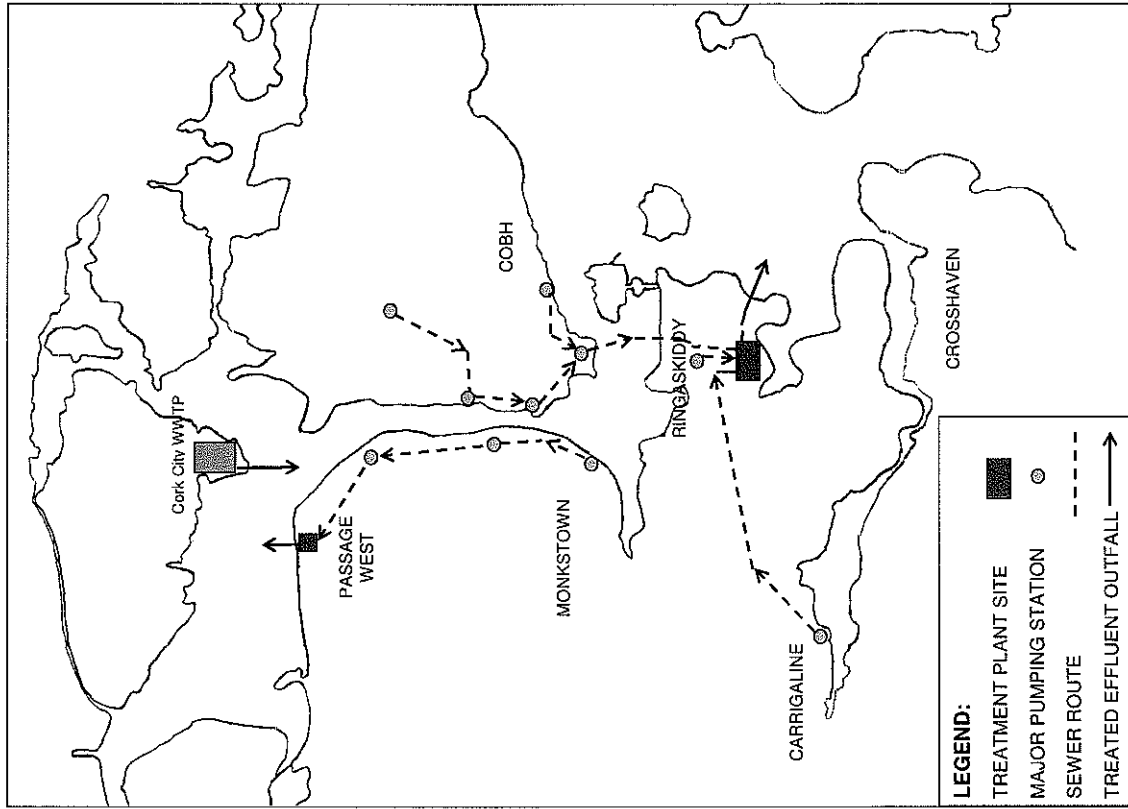 Cork City WWTP
PASSAGE
WEST
MONKSTOWN
COBH
RINGASKIDDY
CARRIGALINE
CROSSHAVEN
LEGEND:
TREATMENT PLANT SITE
MAJOR PUMPING STATION
SEWER ROUTE
TREATED EFFLUENT OUTFALL